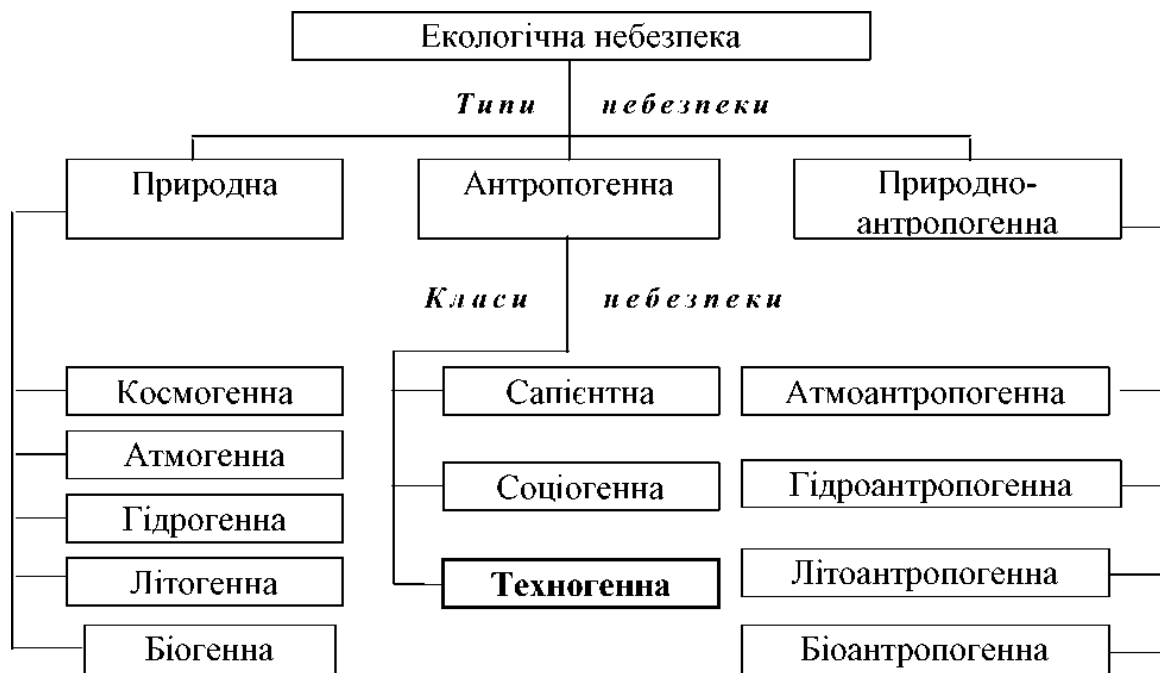 Екологічна небезпека
Типи небезпеки
Природна
Антропогенна
Природно-
антропогенна
Класи небезпеки
Космогенна
Сапієнтна
Атмоантропогенна
Атмогенна
Соціогенна
Гідроантропогенна
Гідрогенна
Літогенна
Техногенна
Літоантропогенна
Біогенна
Біоантропогенна